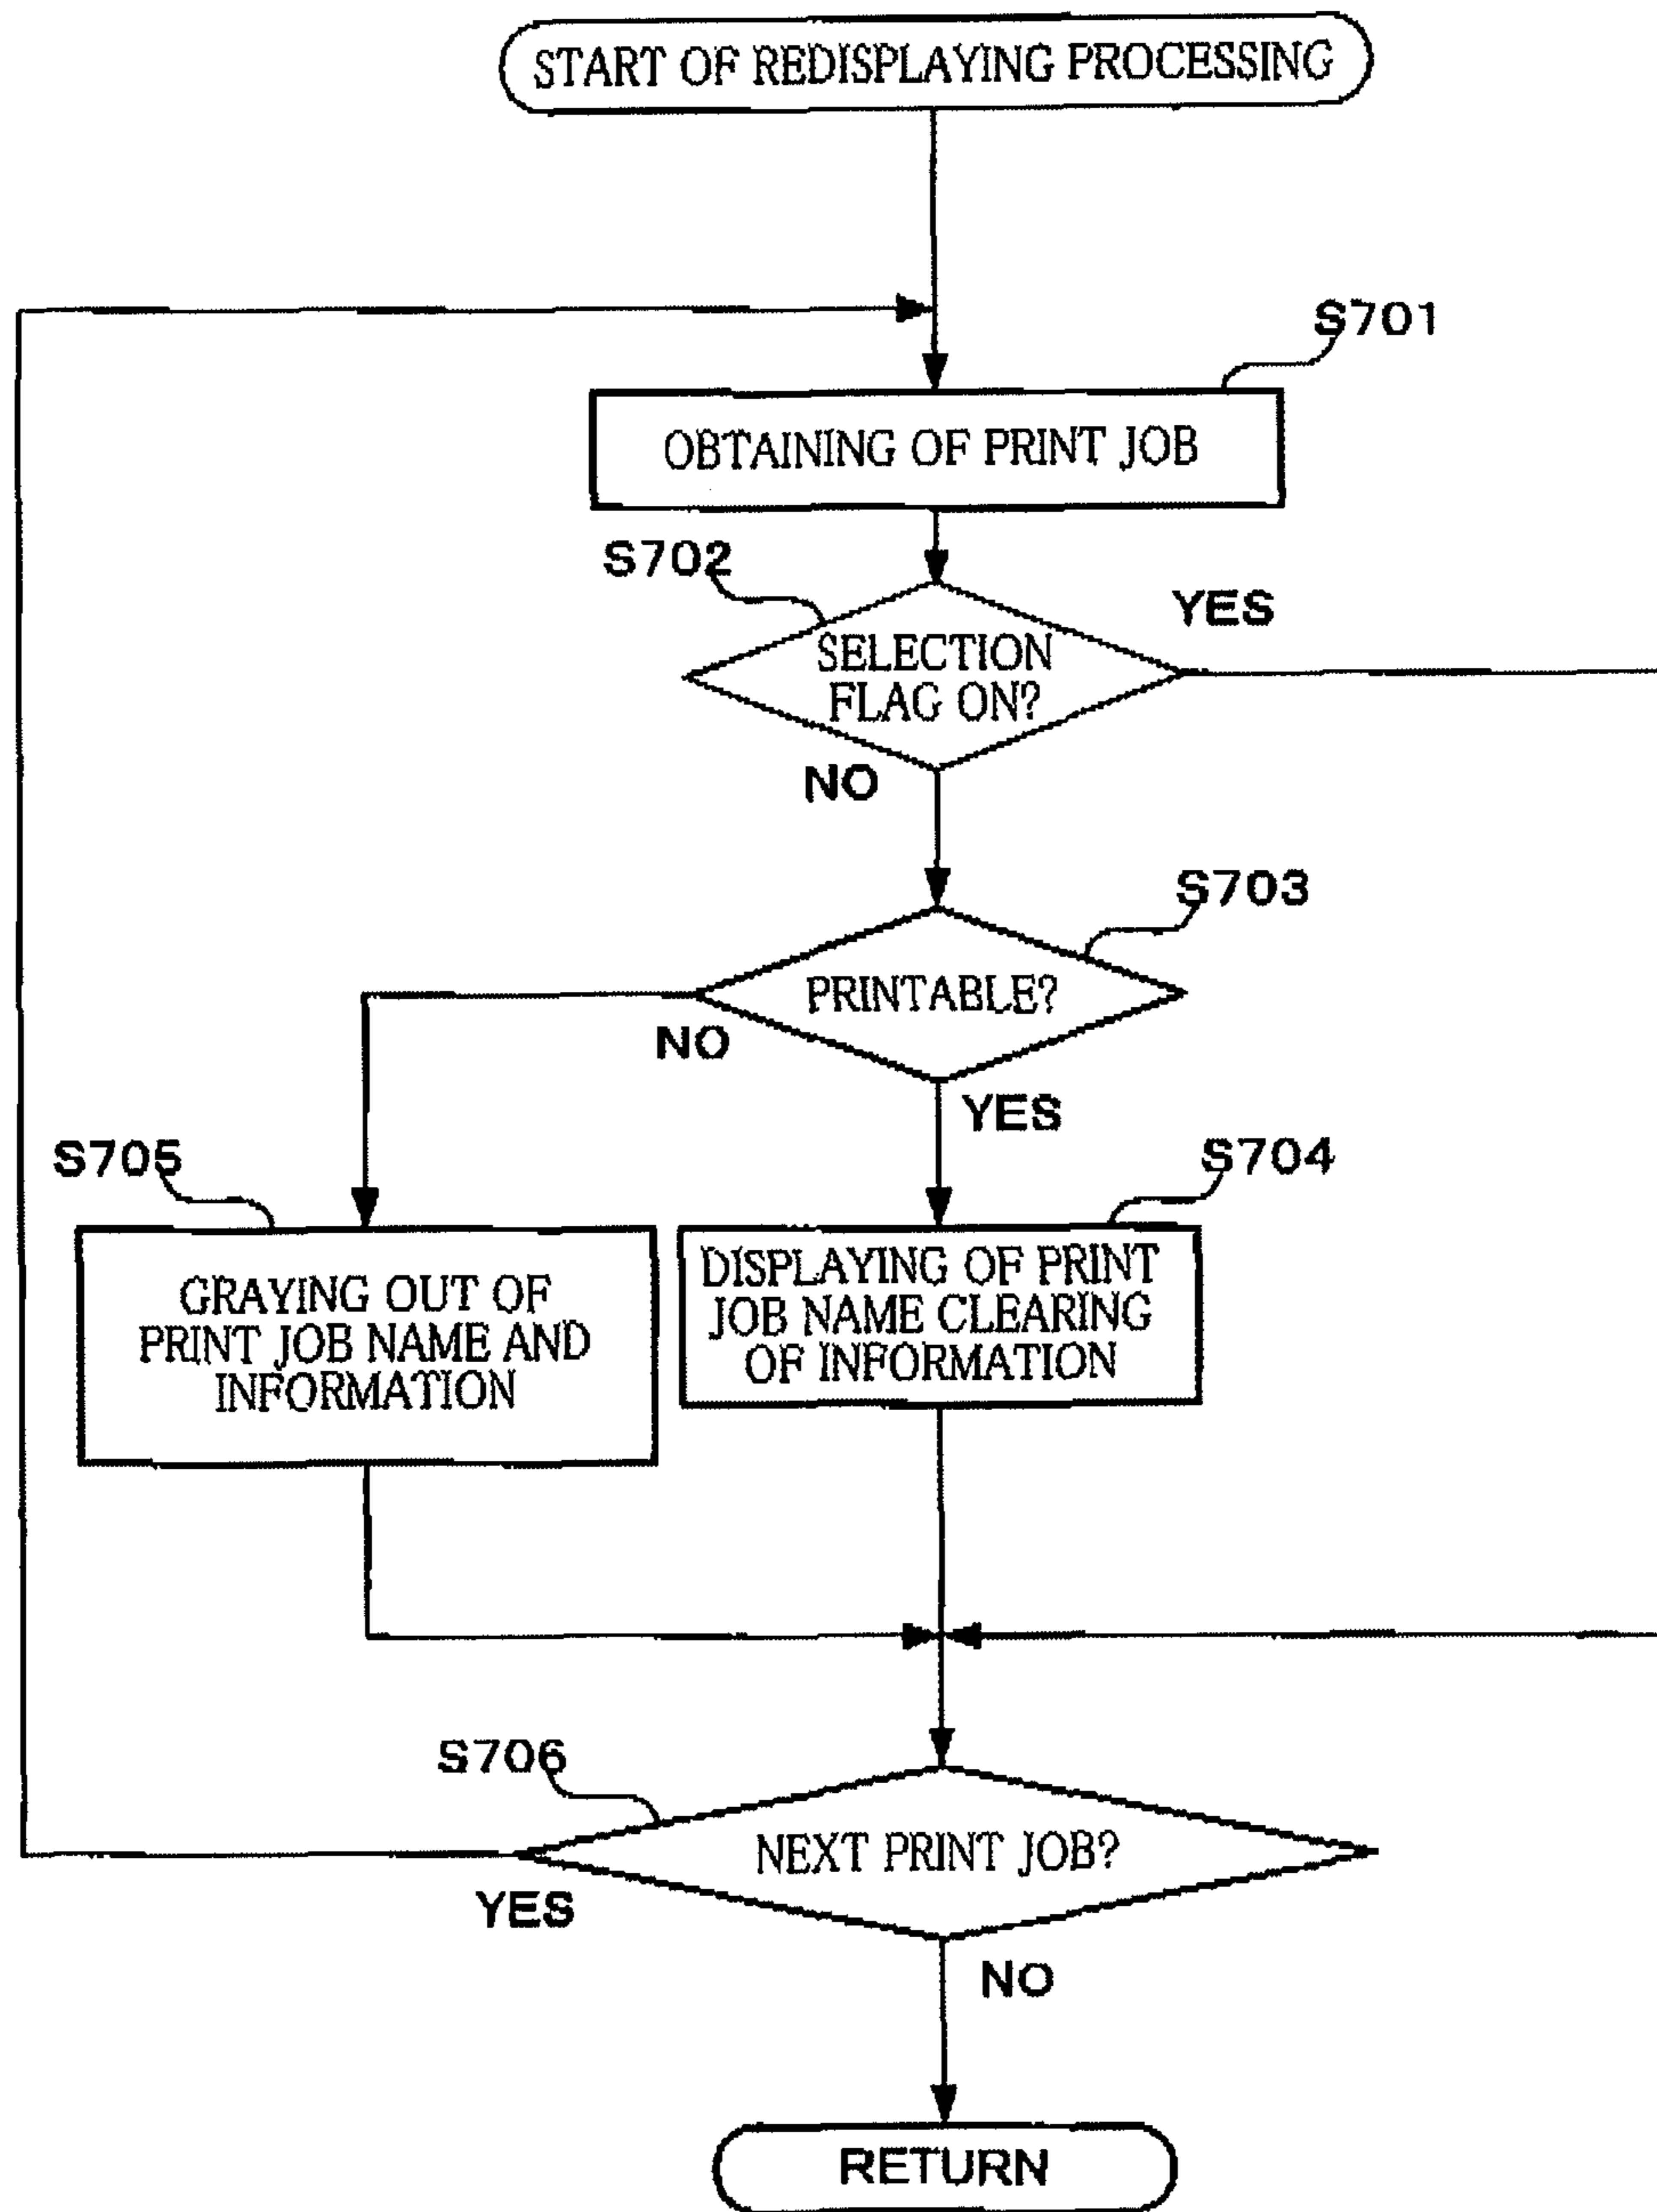 START OF REDISPLAYING PROCESSING
S701
OBTAINING OF PRINT JOB
S702
YES
SELECTION
FLAG ON?
NO
S703
PRINTABLE?
NO
YES
S705
S704
GRAYING OUT OF
PRINT JOB NAME AND
INFORMATION
DISPLAYING OF PRINT
JOB NAME CLEARING
OF INFORMATION
S706
NEXT PRINT JOB?
YES
NO
RETURN